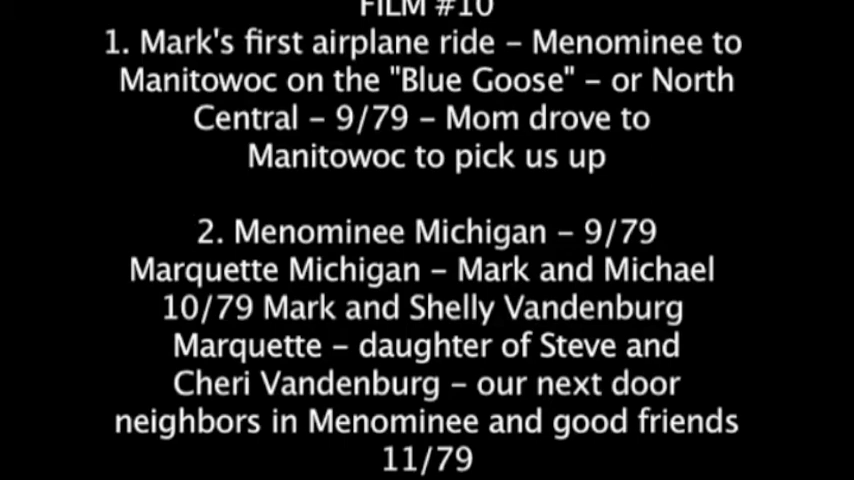 FILM #10
1. Mark's first airplane ride – Menominee to
Manitowoc on the "Blue Goose" – or North
Central – 9/79 – Mom drove to
Manitowoc to pick us up
2. Menominee Michigan – 9/79
Marquette Michigan – Mark and Michael
10/79 Mark and Shelly Vandenburg
Marquette – daughter of Steve and
Cheri Vandenburg – our next door
neighbors in Menominee and good friends
11/79